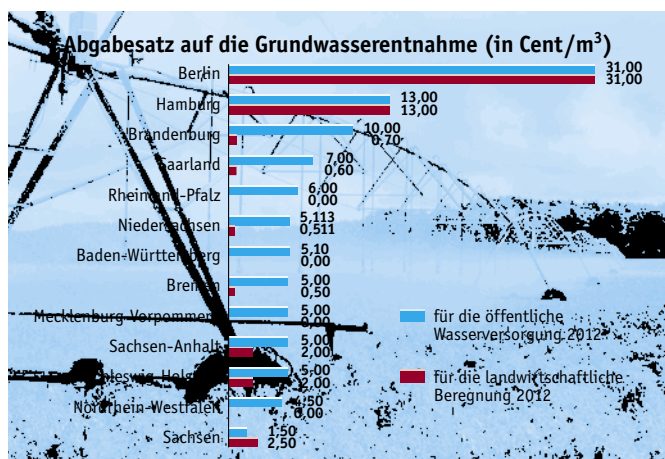 Abgabesatz auf die Grundwasserentnahme (in Cent/m³)
Berlin 31,00
31,00
Hamburg 13,00
13,00
Brandenburg 10,00
0,70
Saarland 7,00
0,60
Rheinland-Pfalz 6,00
0,00
Niedersachsen 5,113
0,511
Baden-Württemberg 5,10
0,00
Bremen 5,00
0,50
Mecklenburg-Vorpommern 5,00
0,00
Sachsen-Anhalt 5,00
2,00
Schleswig-Holstein 5,00
2,00
Nordrhein-Westfalen 4,50
0,00
Sachsen 1,50
2,50
für die öffentliche
Wasserversorgung 2012
für die landwirtschaftliche
Beregnung 2012